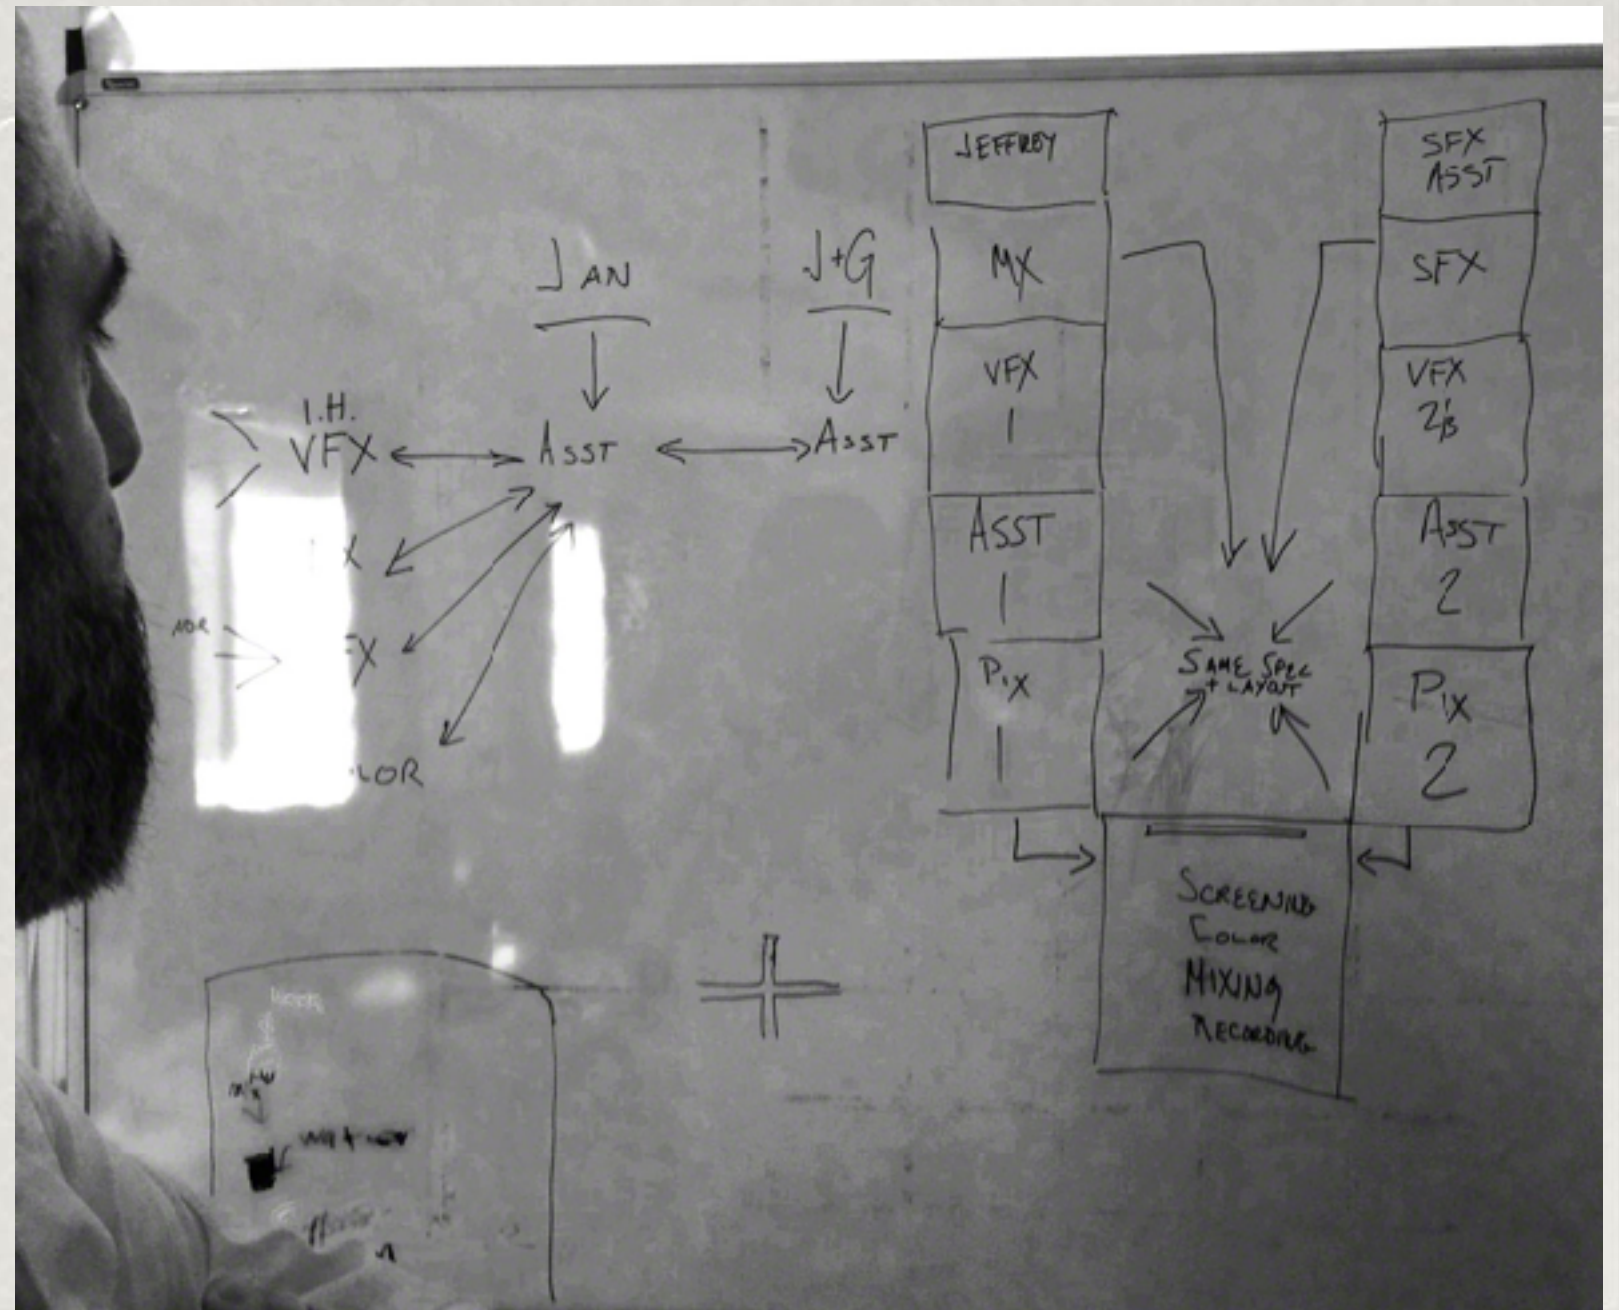 JAN
J+G
I.H.
VFX
ASST
ASST
X
FX
LOR
JEFFREY
MX
VFX
1
ASST
1
PIX
1
SAME SPEC
+ LAYOUT
SFX
ASST
SFX
VFX
ASST
2
PIX
2
SCREENING
COLOR
MIXING
RECORDING